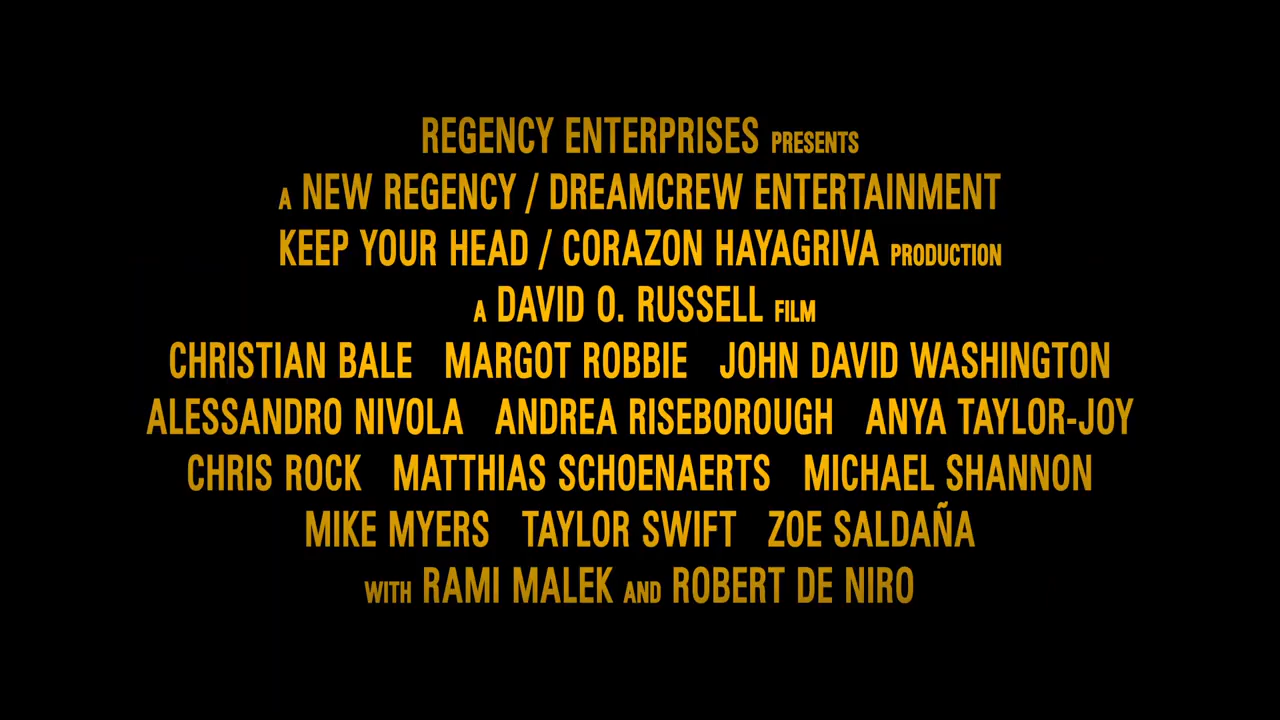 REGENCY ENTERPRISES PRESENTS
A NEW REGENCY / DREAMCREW ENTERTAINMENT
KEEP YOUR HEAD / CORAZON HAYAGRIVA PRODUCTION
A DAVID O. RUSSELL FILM
CHRISTIAN BALE MARGOT ROBBIE JOHN DAVID WASHINGTON
ALESSANDRO NIVOLA ANDREA RISEBOROUGH ANYA TAYLOR-JOY
CHRIS ROCK MATTHIAS SCHOENAERTS MICHAEL SHANNON
MIKE MYERS TAYLOR SWIFT ZOE SALDAÑA
WITH RAMI MALEK AND ROBERT DE NIRO